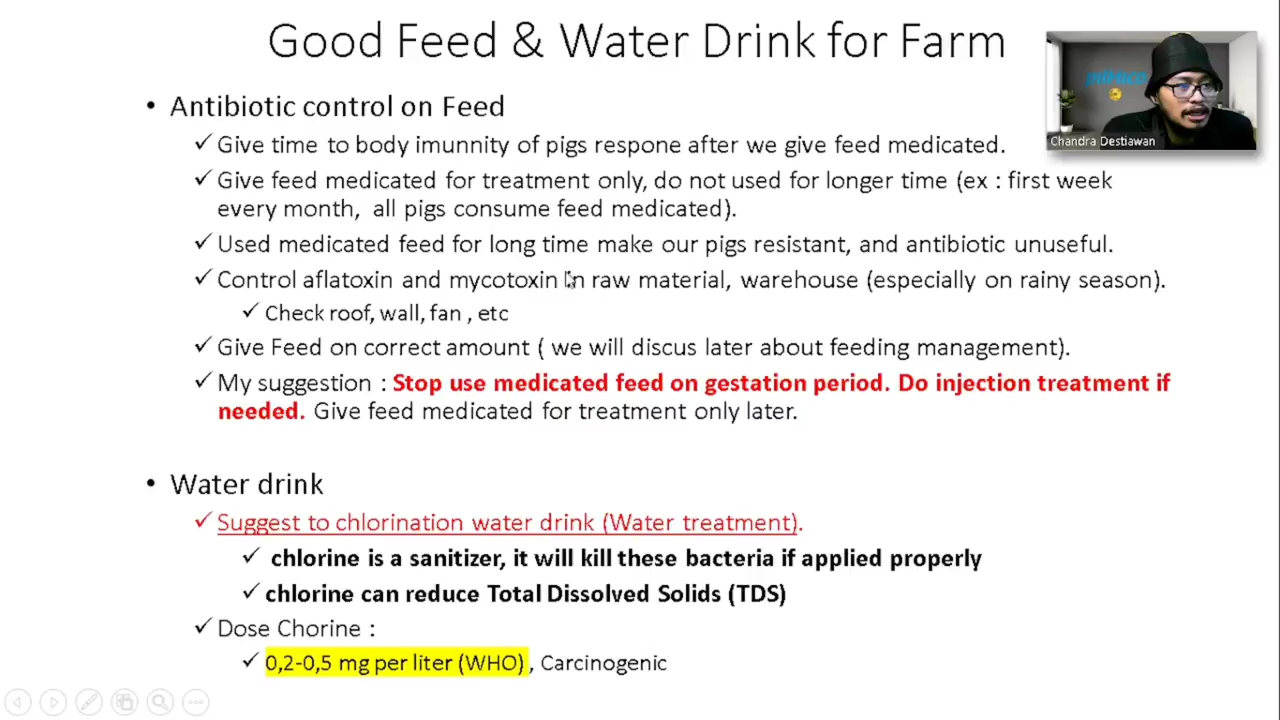 Good Feed & Water Drink for Farm
Chandra Destiawan
• Antibiotic control on Feed
✓ Give time to body imunnity of pigs respone after we give feed medicated.
✓ Give feed medicated for treatment only, do not used for longer time (ex : first week
every month, all pigs consume feed medicated).
✓ Used medicated feed for long time make our pigs resistant, and antibiotic unuseful.
✓ Control aflatoxin and mycotoxin in raw material, warehouse (especially on rainy season).
✓ Check roof, wall, fan , etc
✓ Give Feed on correct amount ( we will discus later about feeding management).
✓ My suggestion : Stop use medicated feed on gestation period. Do injection treatment if
needed. Give feed medicated for treatment only later.
• Water drink
✓ Suggest to chlorination water drink (Water treatment).
✓ chlorine is a sanitizer, it will kill these bacteria if applied properly
✓ chlorine can reduce Total Dissolved Solids (TDS)
✓ Dose Chorine :
✓ 0,2-0,5 mg per liter (WHO) , Carcinogenic